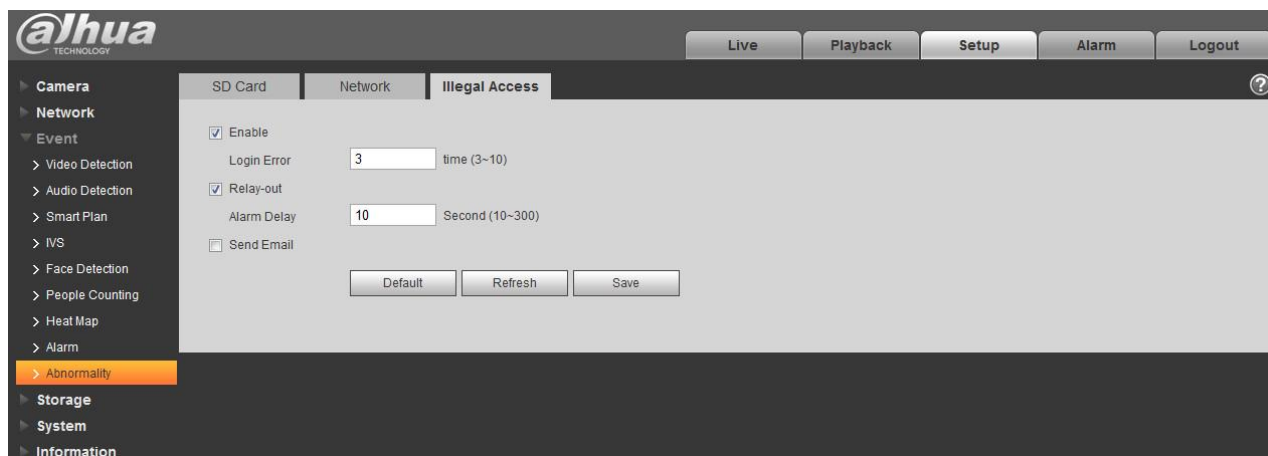 alhua
TECHNOLOGY
Live Playback Setup Alarm Logout
Camera
Network
Event
> Video Detection
> Audio Detection
> Smart Plan
> IVS
> Face Detection
> People Counting
> Heat Map
> Alarm
> Abnormality
Storage
System
Information
SD Card Network Illegal Access
?
Enable
Login Error 3 time (3~10)
Relay-out
Alarm Delay 10 Second (10~300)
Send Email
Default Refresh Save